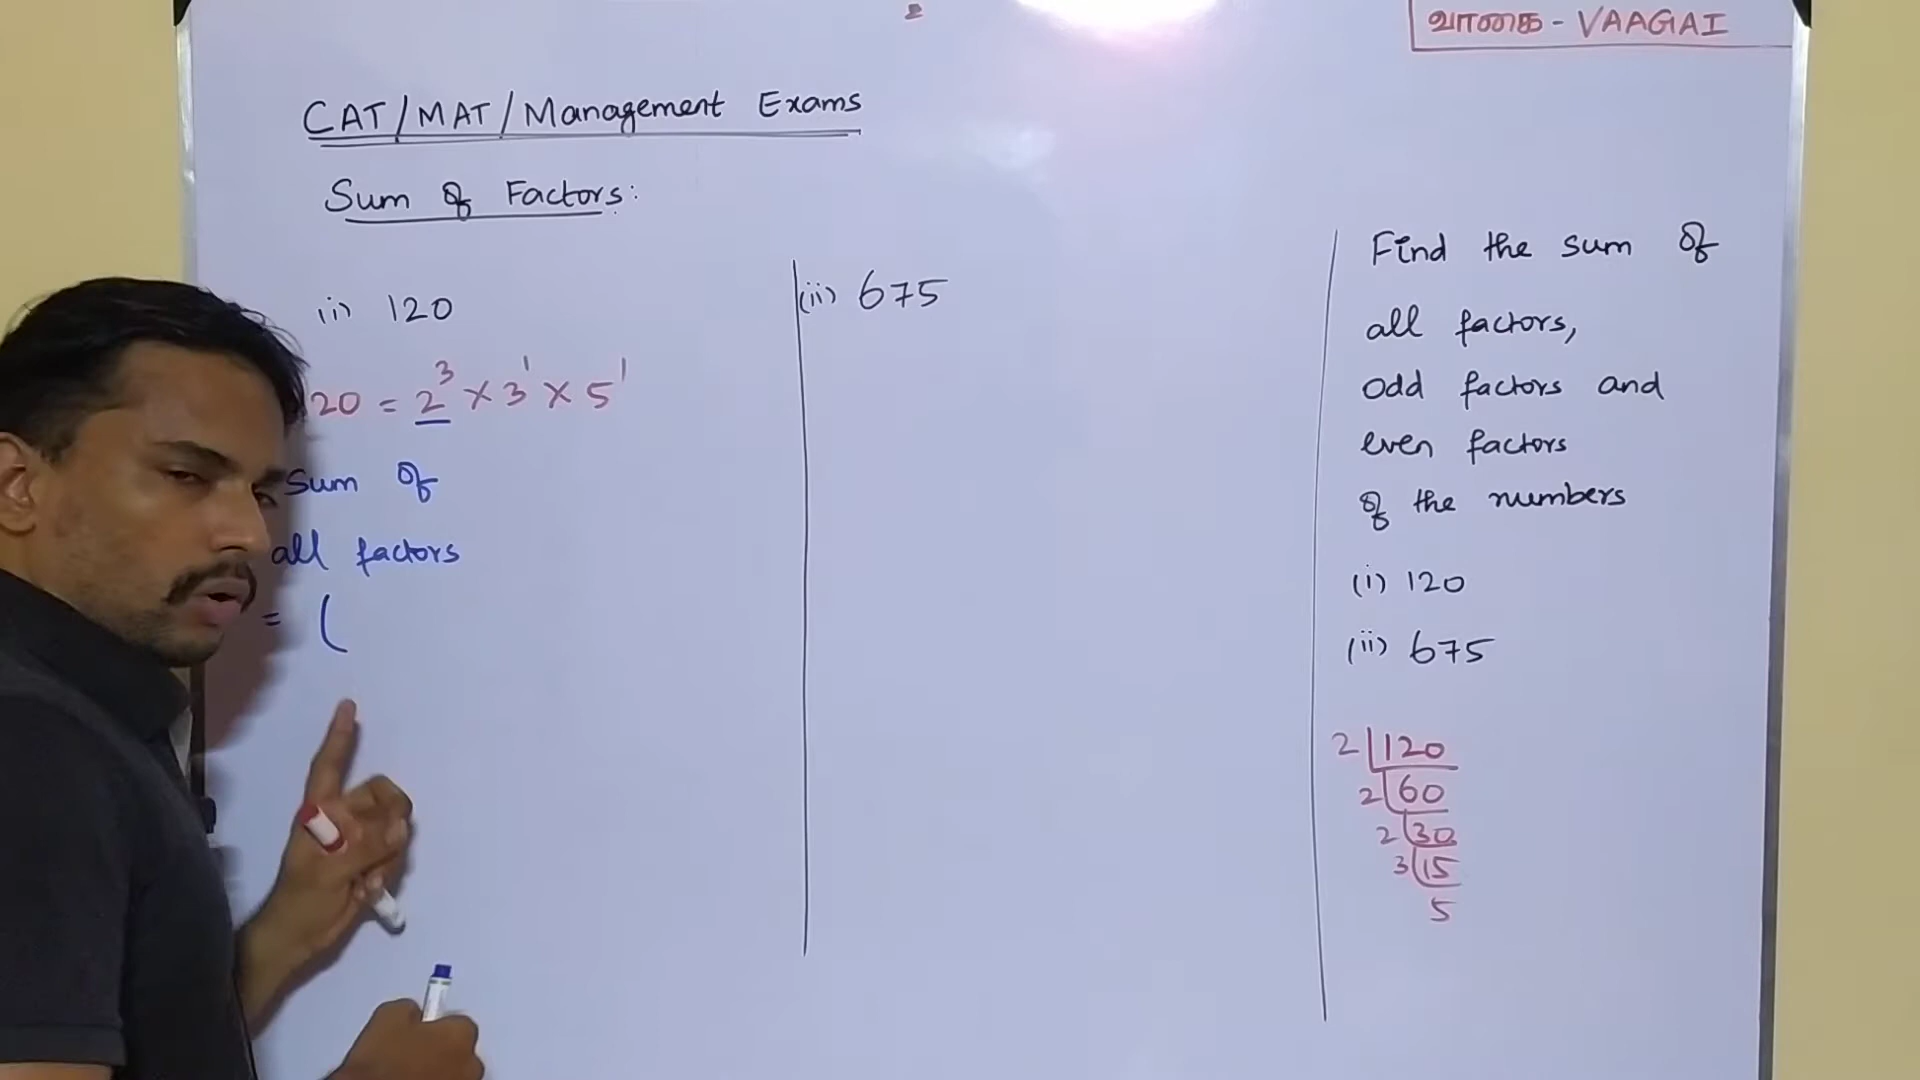 வாகை - VAAGAI
CAT/MAT/Management Exams
Sum of Factors:
(i) 120
120 = 2³ × 3¹ × 5¹
Sum of
all factors
= (
(ii) 675
Find the sum of
all factors,
odd factors and
even factors
of the numbers
(i) 120
(ii) 675
2 120
2 60
2 30
3 15
5